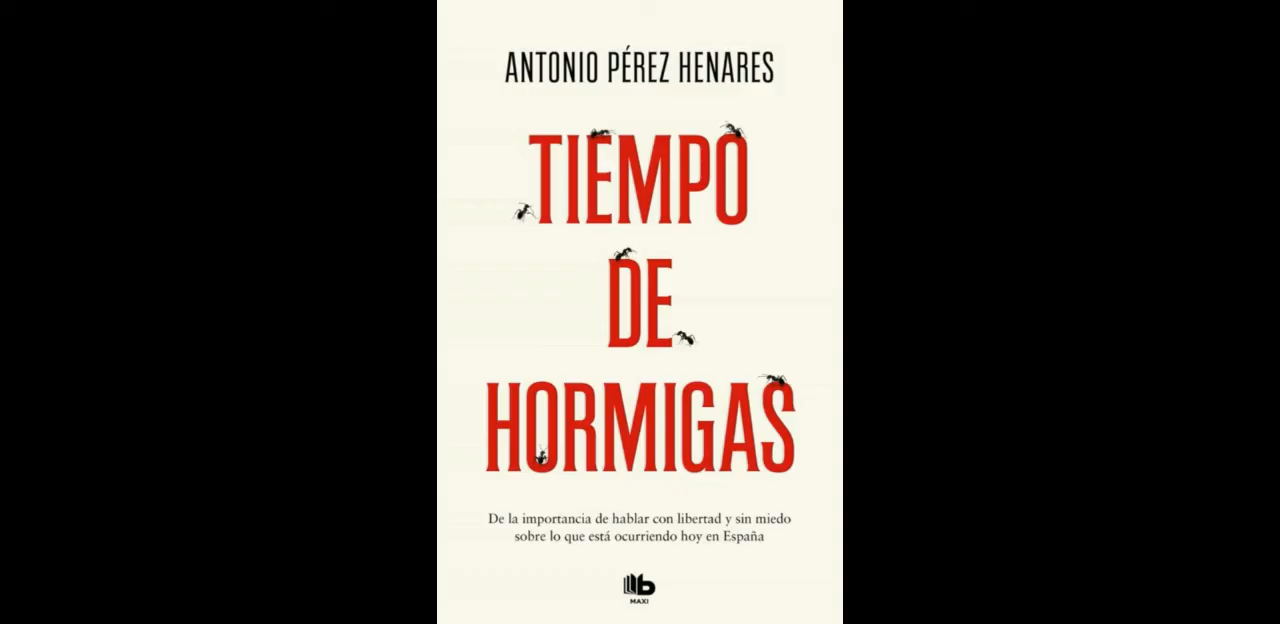 ANTONIO PÉREZ HENARES
TIEMPO
DE
HORMIGAS
De la importancia de hablar con libertad y sin miedo
sobre lo que está ocurriendo hoy en España
b
MAXI